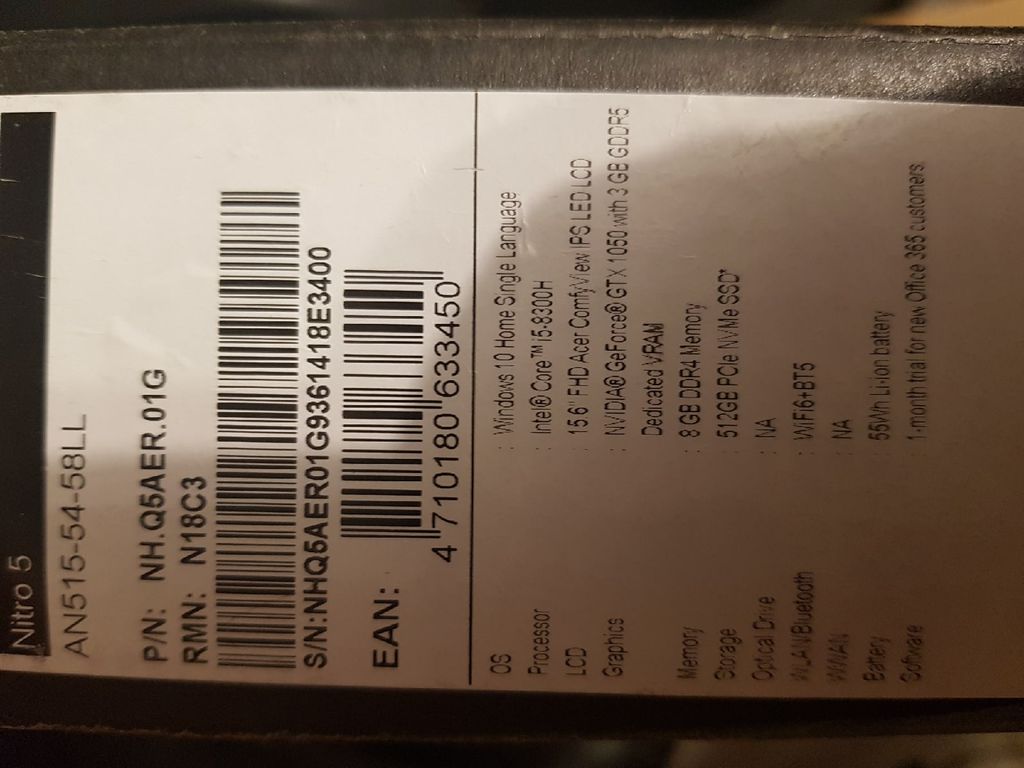 Nitro 5
AN515-54-58LL
P/N: NH.Q5AER.01G
RMN: N18C3
S/N:NHQ5AER01G9361418E3400
EAN:
4 710180 633450
OS : Windows 10 Home Single Language
Processor : Intel® Core™ i5-8300H
LCD : 15.6" FHD Acer ComfyView IPS LED LCD
Graphics : NVIDIA® GeForce® GTX 1050 with 3 GB GDDR5
Dedicated VRAM
Memory : 8 GB DDR4 Memory
Storage : 512GB PCIe NVMe SSD*
Optical Drive : NA
WLAN/Bluetooth : WiFi6+BT5
WWAN : NA
Battery : 55Wh Li-ion battery
Software : 1-month trial for new Office 365 customers.